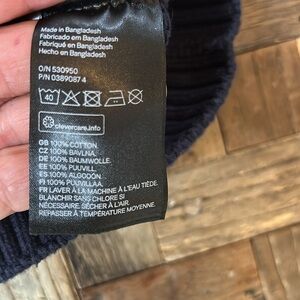 Made in Bangladesh
Fabricado em Bangladesh
Fabriqué en Bangladesh
Hecho en Bangladesh
O/N 530950
P/N 0389087 4
40
clevercare.info
GB 100% COTTON
CZ 100% BAVLNA.
DE 100% BAUMWOLLE.
EE 100% PUUVILL.
ES 100% ALGODÓN.
FI 100% PUUVILLAA.
FR LAVER À LA MACHINE À L'EAU TIÈDE.
BLANCHIR SANS CHLORE SI
NÉCESSAIRE. SÉCHER À L'AIR.
REPASSER À TEMPÉRATURE MOYENNE.